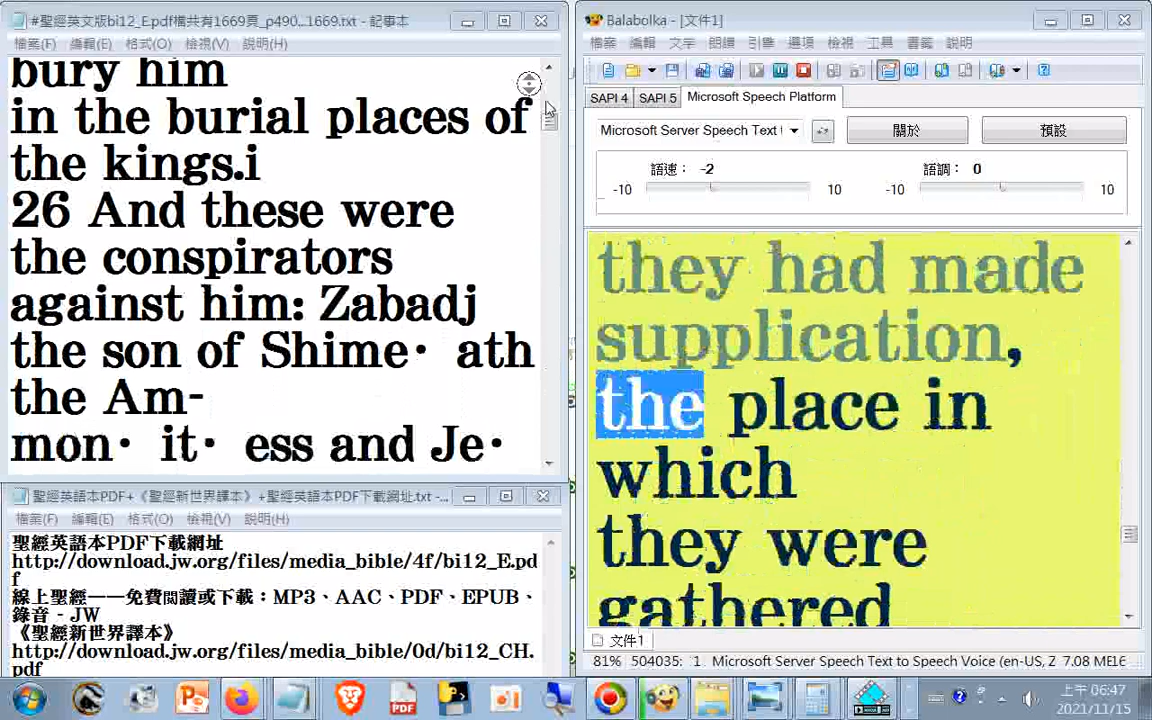 #聖經英文版bi12_E.pdf檔共有1669頁_p490...1669.txt - 記事本
檔案(F) 編輯(E) 格式(O) 檢視(V) 說明(H)
bury him
in the burial places of
the kings.i
26 And these were
the conspirators
against him: Zabadj
the son of Shime· ath
the Am-
mon· it· ess and Je·
聖經英語本PDF+《聖經新世界譯本》+聖經英語本PDF下載網址.txt -...
檔案(F) 編輯(E) 格式(O) 檢視(V) 說明(H)
聖經英語本PDF下載網址
http://download.jw.org/files/media_bible/4f/bi12_E.pd
f
線上聖經──免費閱讀或下載：MP3、AAC、PDF、EPUB、
錄音 - JW
《聖經新世界譯本》
http://download.jw.org/files/media_bible/0d/bi12_CH.
pdf
Balabolka - [文件1]
檔案 編輯 文字 朗讀 引擎 選項 檢視 工具 書籤 說明
SAPI 4 SAPI 5 Microsoft Speech Platform
Microsoft Server Speech Text 關於 預設
語速： -2 語調： 0
-10 10 -10 10
they had made
supplication,
the place in
which
they were
gathered
文件1
81% 504035: 1 Microsoft Server Speech Text to Speech Voice (en-US, Z 7.08 ME
上午 06:47
2021/11/15